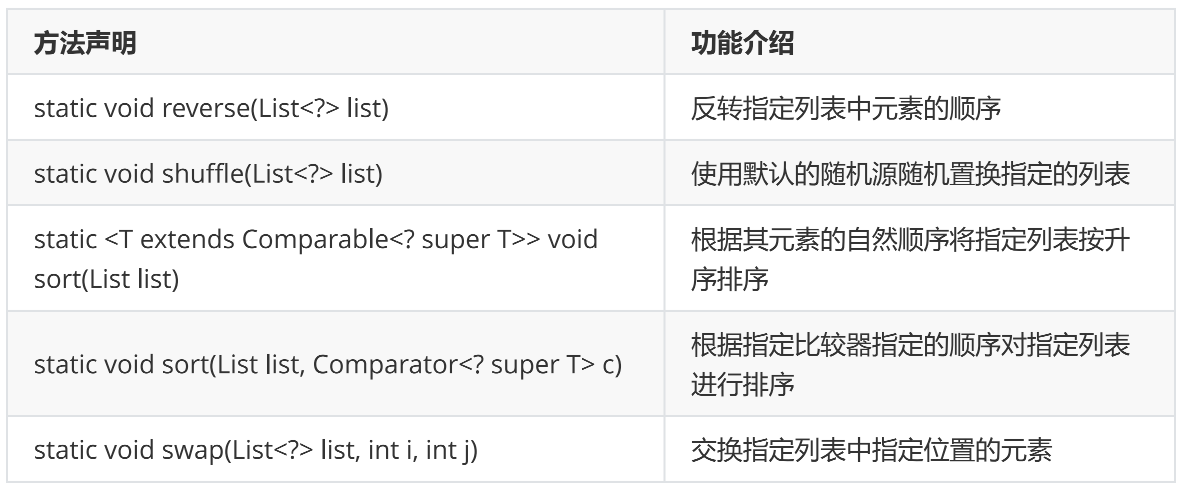 方法声明
功能介绍
static void reverse(List<?> list)
反转指定列表中元素的顺序
static void shuffle(List<?> list)
使用默认的随机源随机置换指定的列表
static <T extends Comparable<? super T>> void
sort(List list)
根据其元素的自然顺序将指定列表按升
序排序
static void sort(List list, Comparator<? super T> c)
根据指定比较器指定的顺序对指定列表
进行排序
static void swap(List<?> list, int i, int j)
交换指定列表中指定位置的元素